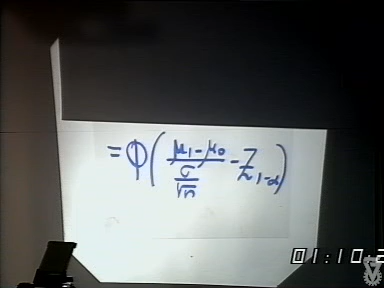 = Φ( (μ₁ - μ₀) / (σ/√n) - Z₁₋α )
01:10:2